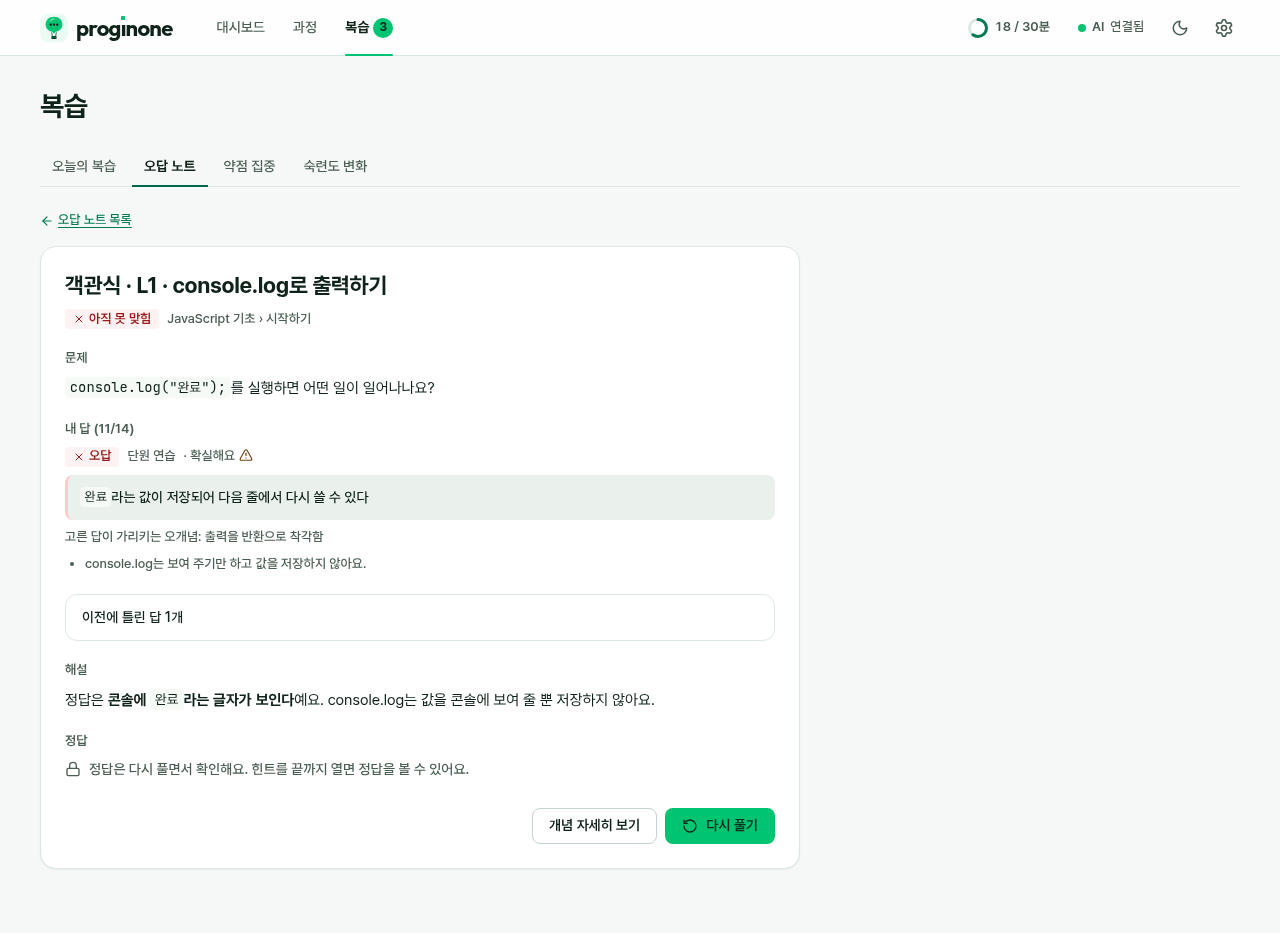 proginone 대시보드 과정 복습 3 18 / 30분 AI 연결됨
복습
오늘의 복습 오답 노트 약점 집중 숙련도 변화
← 오답 노트 목록
객관식 · L1 · console.log로 출력하기
× 아직 못 맞힘 JavaScript 기초 › 시작하기
문제
console.log("완료"); 를 실행하면 어떤 일이 일어나나요?
내 답 (11/14)
× 오답 단원 연습 · 확실해요
완료 라는 값이 저장되어 다음 줄에서 다시 쓸 수 있다
고른 답이 가리키는 오개념: 출력을 반환으로 착각함
• console.log는 보여 주기만 하고 값을 저장하지 않아요.
이전에 틀린 답 1개
해설
정답은 콘솔에 완료 라는 글자가 보인다예요. console.log는 값을 콘솔에 보여 줄 뿐 저장하지 않아요.
정답
정답은 다시 풀면서 확인해요. 힌트를 끝까지 열면 정답을 볼 수 있어요.
개념 자세히 보기 다시 풀기